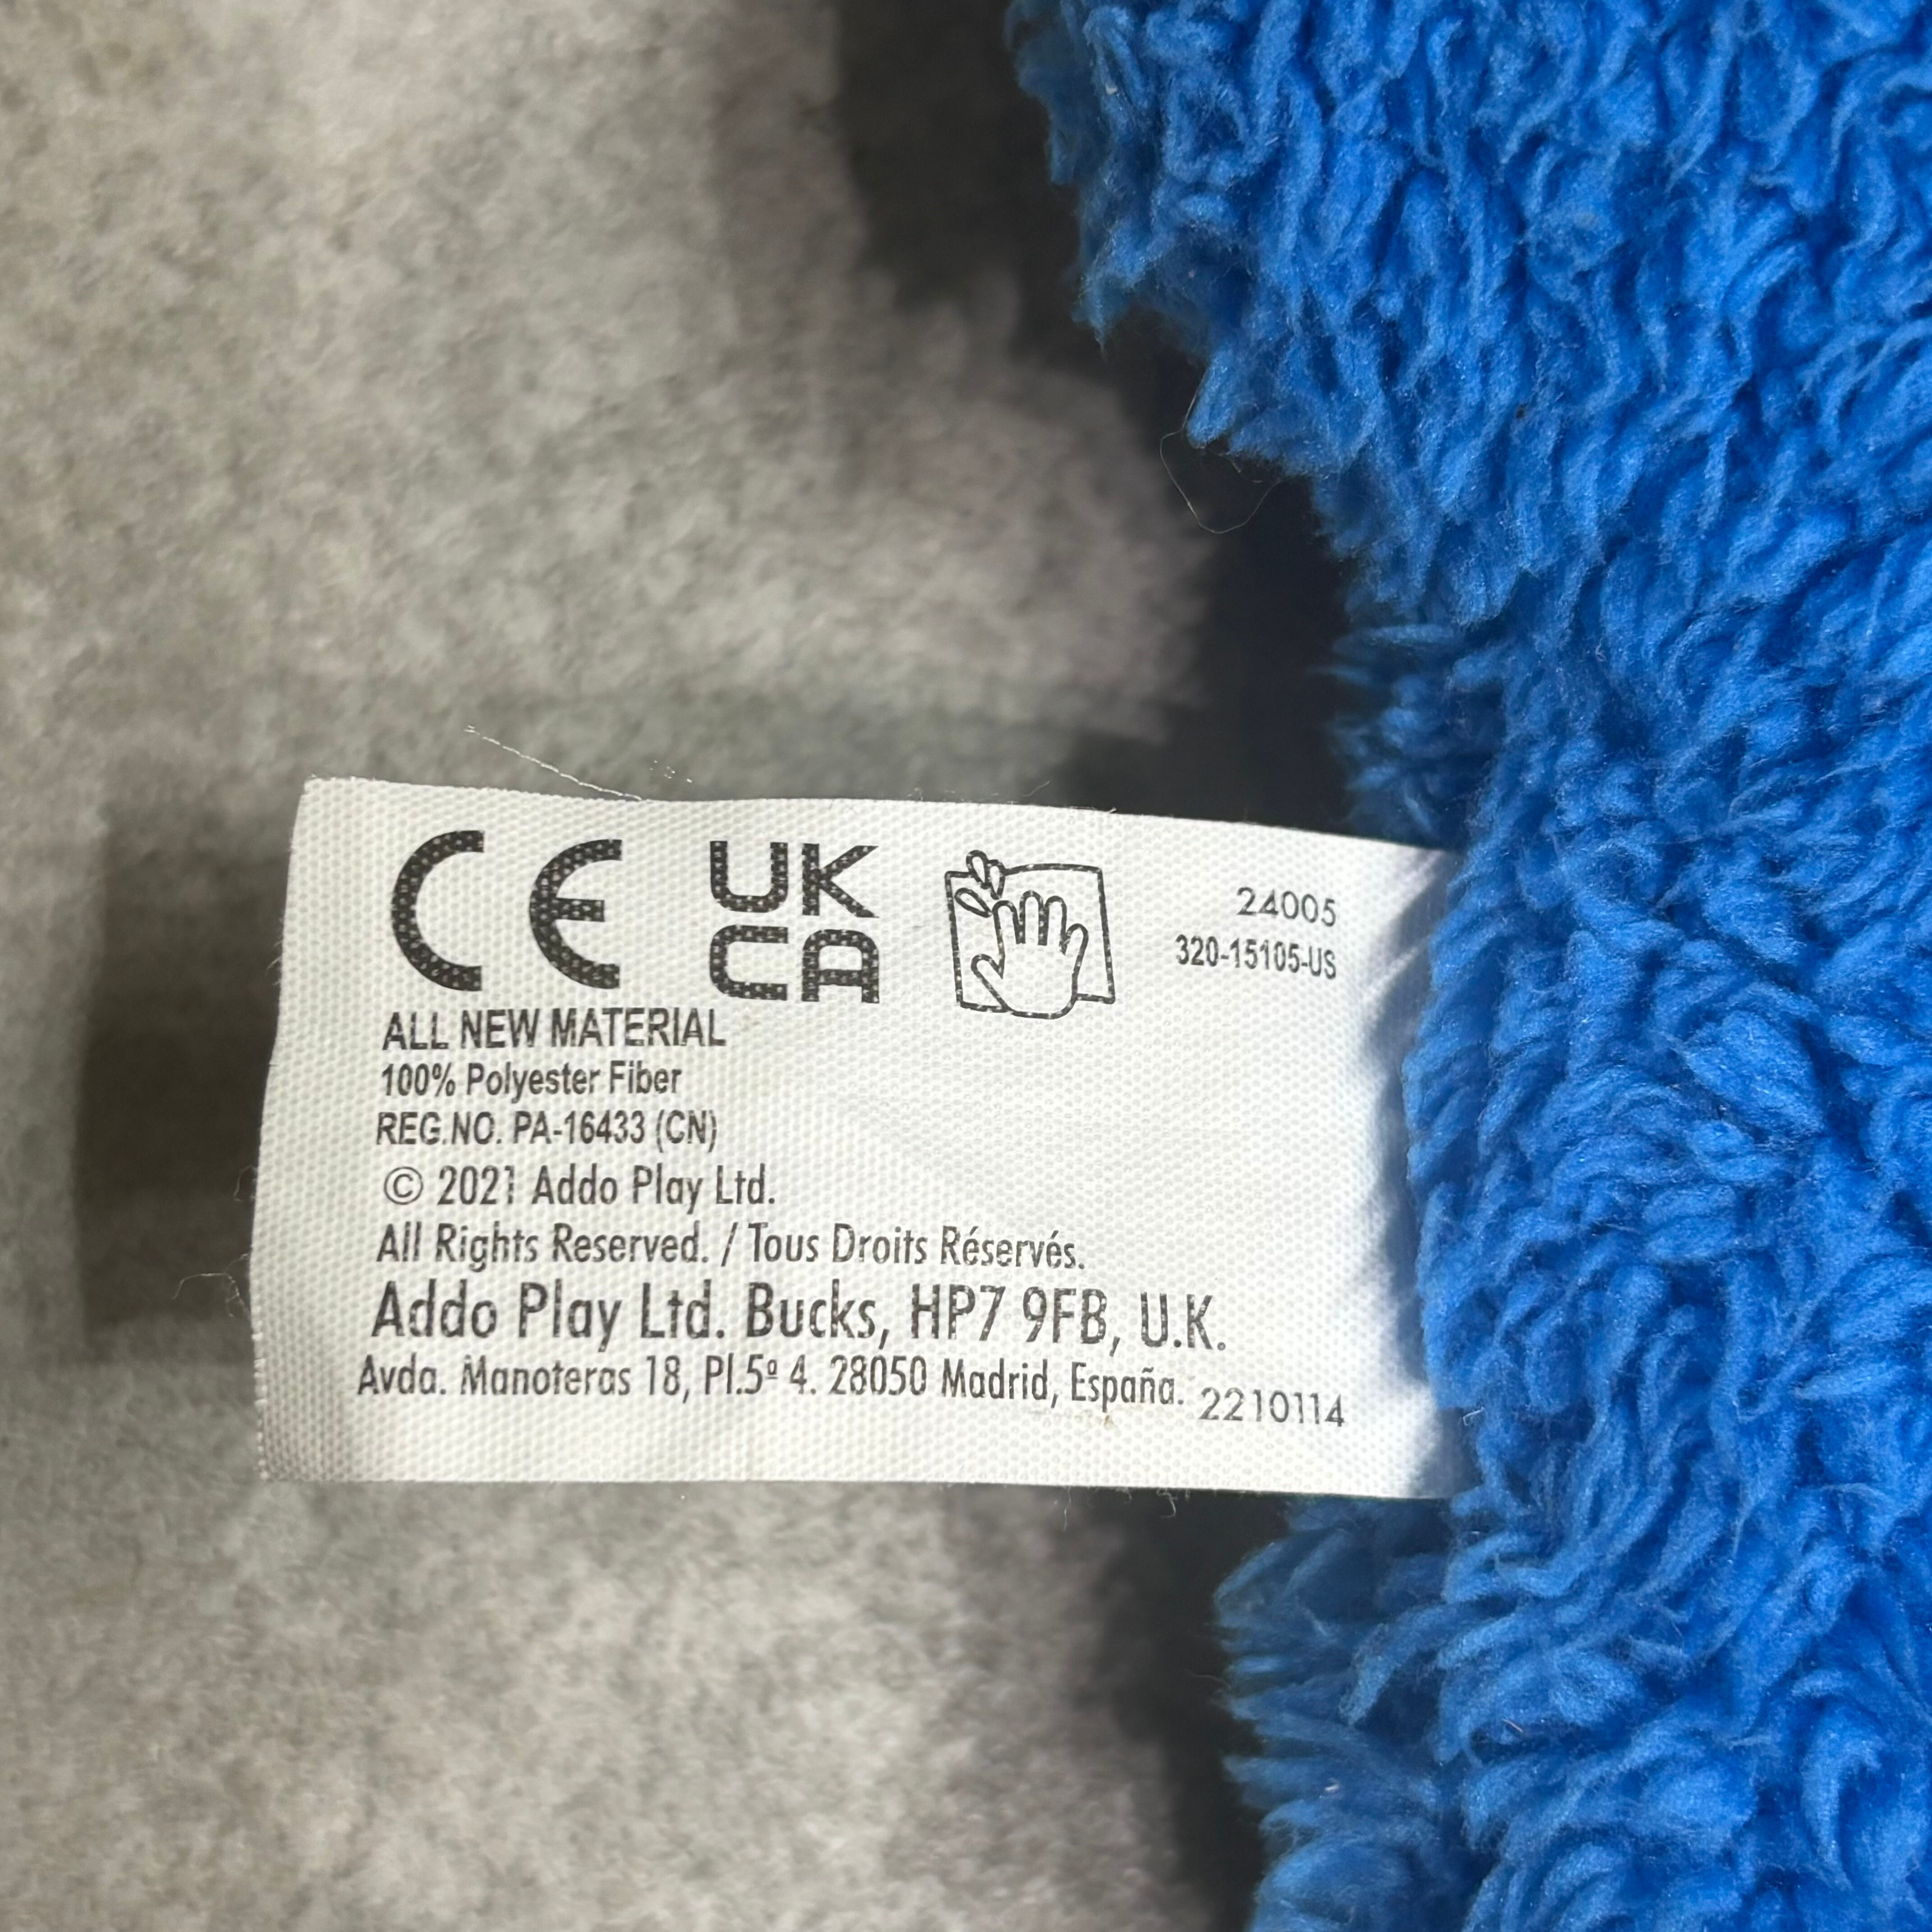 CE UK CA
24005
320-15105-US
ALL NEW MATERIAL
100% Polyester Fiber
REG.NO. PA-16433 (CN)
© 2021 Addo Play Ltd.
All Rights Reserved. / Tous Droits Réservés.
Addo Play Ltd. Bucks, HP7 9FB, U.K.
Avda. Manoteras 18, Pl.5ª 4. 28050 Madrid, España.
2210114